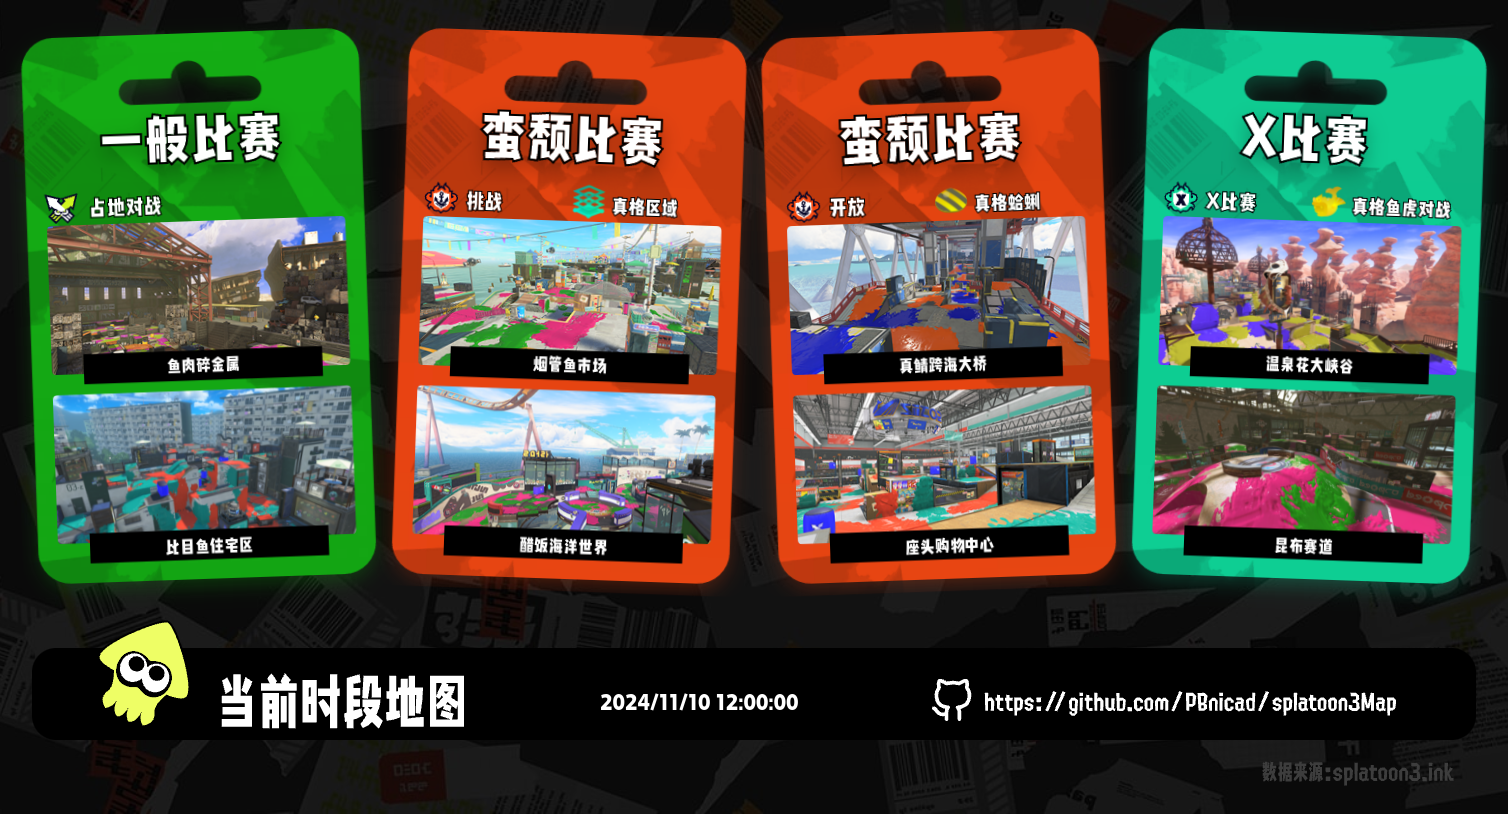 一般比赛
占地对战
鱼肉碎金属
比目鱼住宅区
蛮颓比赛
挑战
真格区域
烟管鱼市场
醋饭海洋世界
蛮颓比赛
开放
真格蛤蜊
真鲭跨海大桥
座头购物中心
X比赛
X比赛
真格鱼虎对战
温泉花大峡谷
昆布赛道
当前时段地图
2024/11/10 12:00:00
https://github.com/PBnicad/splatoon3Map
数据来源:splatoon3.ink